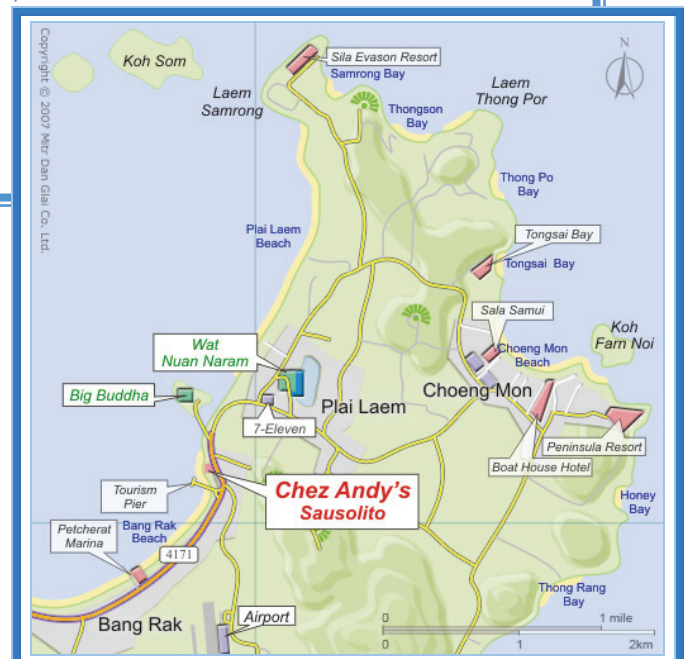 Copyright © 2007 Mitr Dan Glai Co. Ltd.
Koh Som
Sila Evason Resort
Samrong Bay
N
Laem
Samrong
Laem
Thong Por
Thongson
Bay
Thong Po
Bay
Plai Laem
Beach
Tongsai Bay
Tongsai Bay
Sala Samui
Koh
Farn Noi
Wat
Nuan Naram
Choeng Mon
Beach
Big Buddha
Choeng Mon
Plai Laem
7-Eleven
Peninsula Resort
Boat House Hotel
Chez Andy's
Sausolito
Tourism
Pier
Honey
Bay
Petcherat
Marina
Bang Rak
Beach
4171
Thong Rang
Bay
Airport
Bang Rak
0
1 mile
0
1
2km